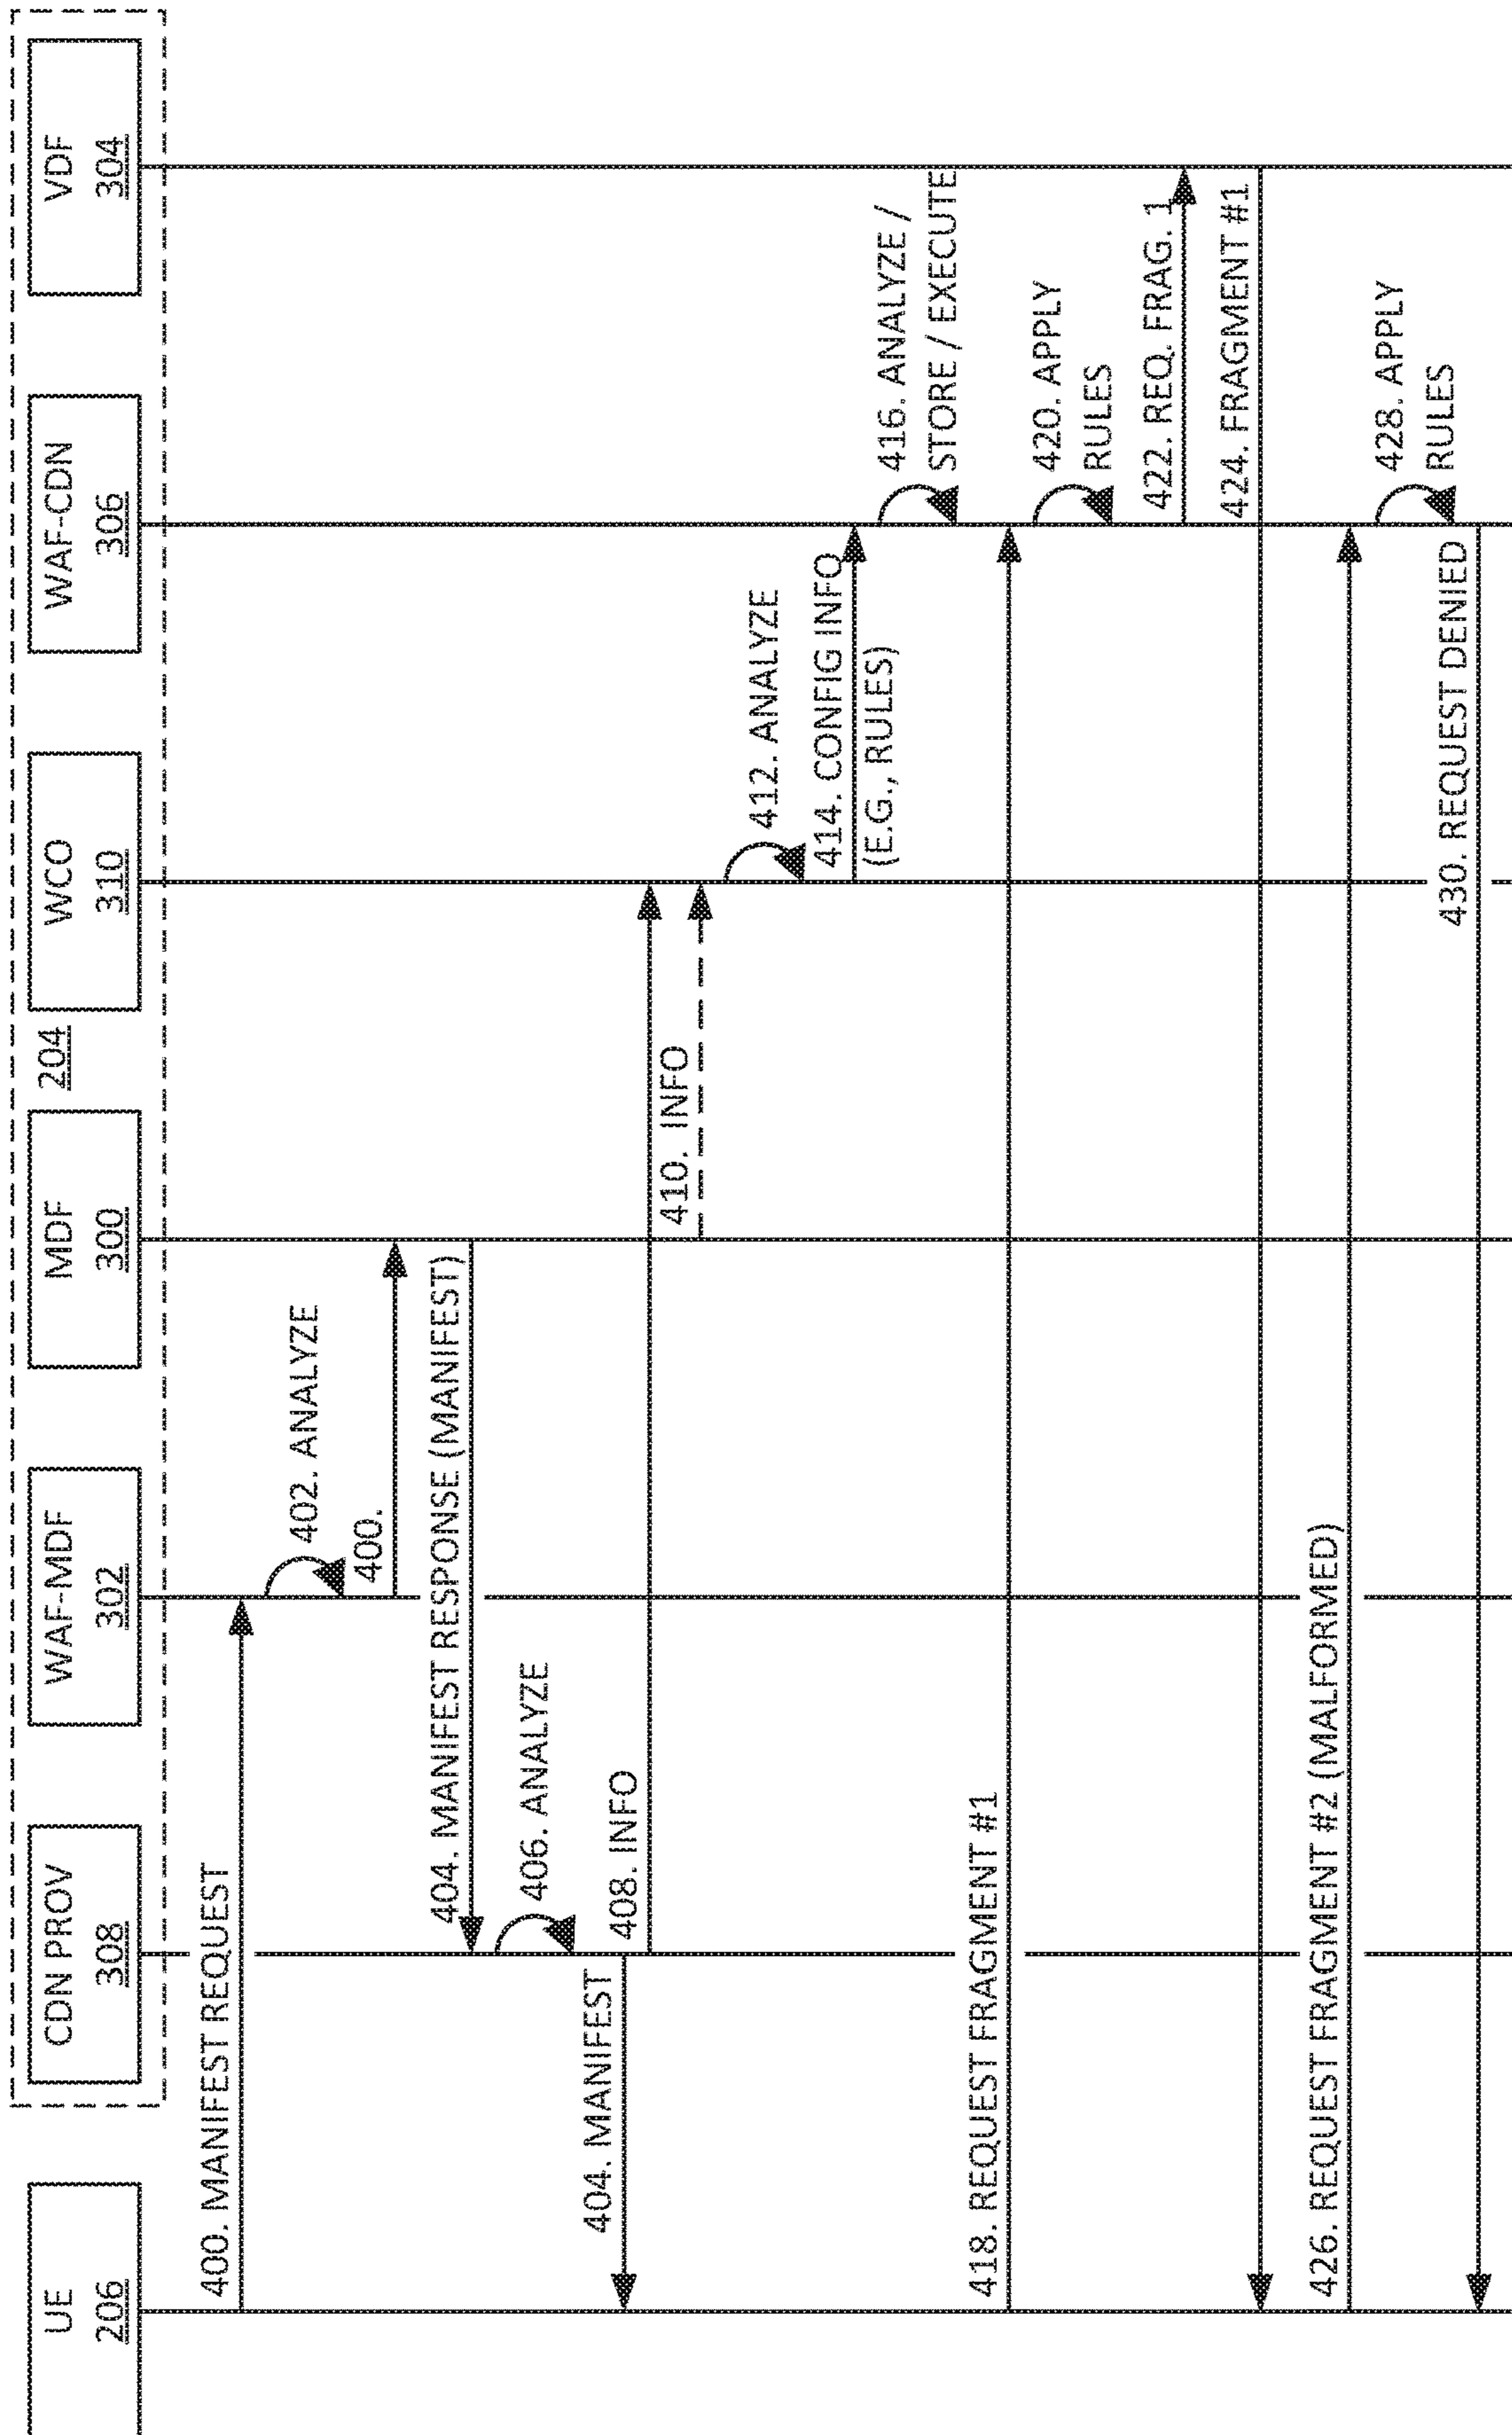 204
UE
206
CDN PROV
308
WAF-MDF
302
MDF
300
WCO
310
WAF-CDN
306
VDF
304
400. MANIFEST REQUEST
402. ANALYZE
400.
404. MANIFEST RESPONSE (MANIFEST)
406. ANALYZE
404. MANIFEST
408. INFO
410. INFO
412. ANALYZE
414. CONFIG INFO
(E.G., RULES)
416. ANALYZE /
STORE / EXECUTE
418. REQUEST FRAGMENT #1
420. APPLY
RULES
422. REQ. FRAG. 1
424. FRAGMENT #1
426. REQUEST FRAGMENT #2 (MALFORMED)
428. APPLY
RULES
430. REQUEST DENIED